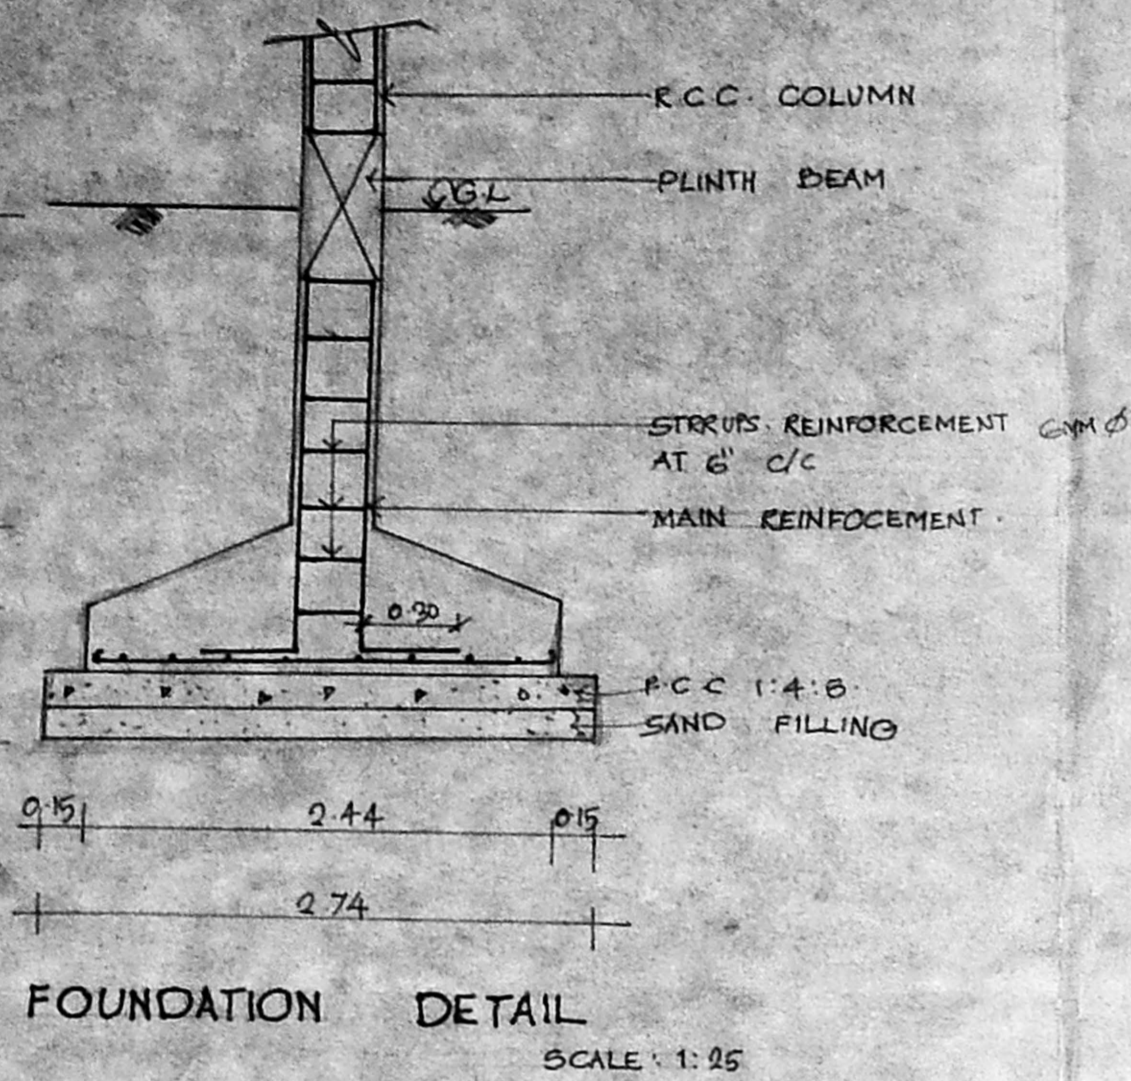 R.C.C. COLUMN
PLINTH BEAM
G.L
STRRUPS. REINFORCEMENT
AT 6" C/C
MAIN REINFOCEMENT.
0.30
P.C.C 1:4:8
SAND FILLING
0.15 2.44 0.15
2.74
FOUNDATION DETAIL
SCALE: 1:25